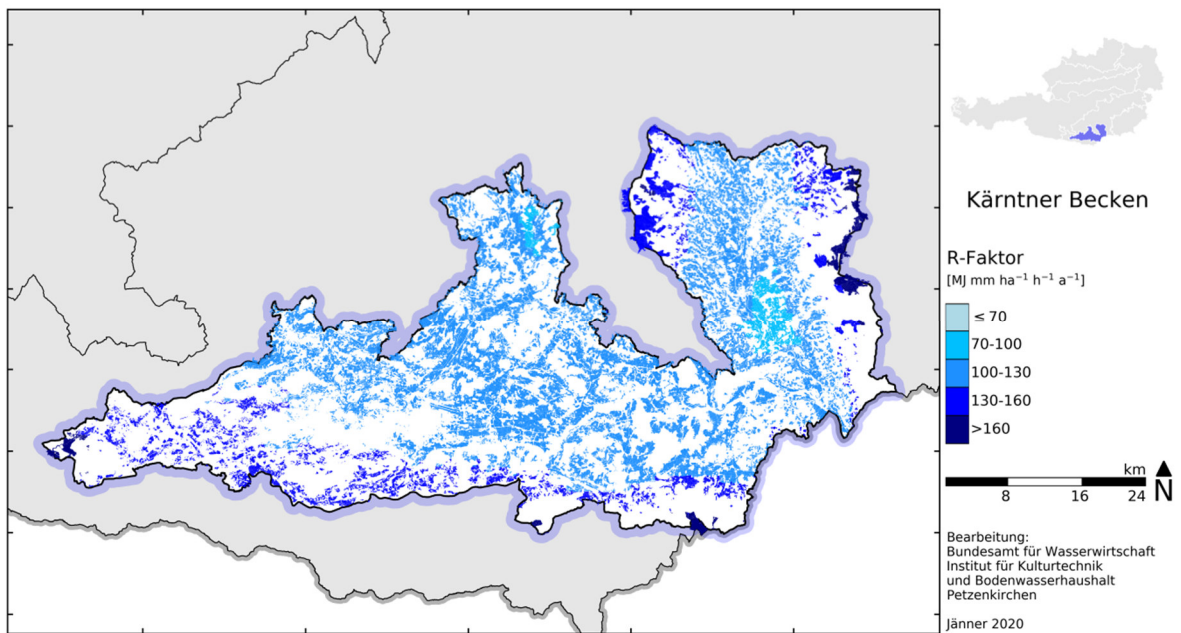 Kärntner Becken
R-Faktor
[MJ mm ha⁻¹ h⁻¹ a⁻¹]
≤ 70
70-100
100-130
130-160
>160
km
8 16 24
N
Bearbeitung:
Bundesamt für Wasserwirtschaft
Institut für Kulturtechnik
und Bodenwasserhaushalt
Petzenkirchen
Jänner 2020